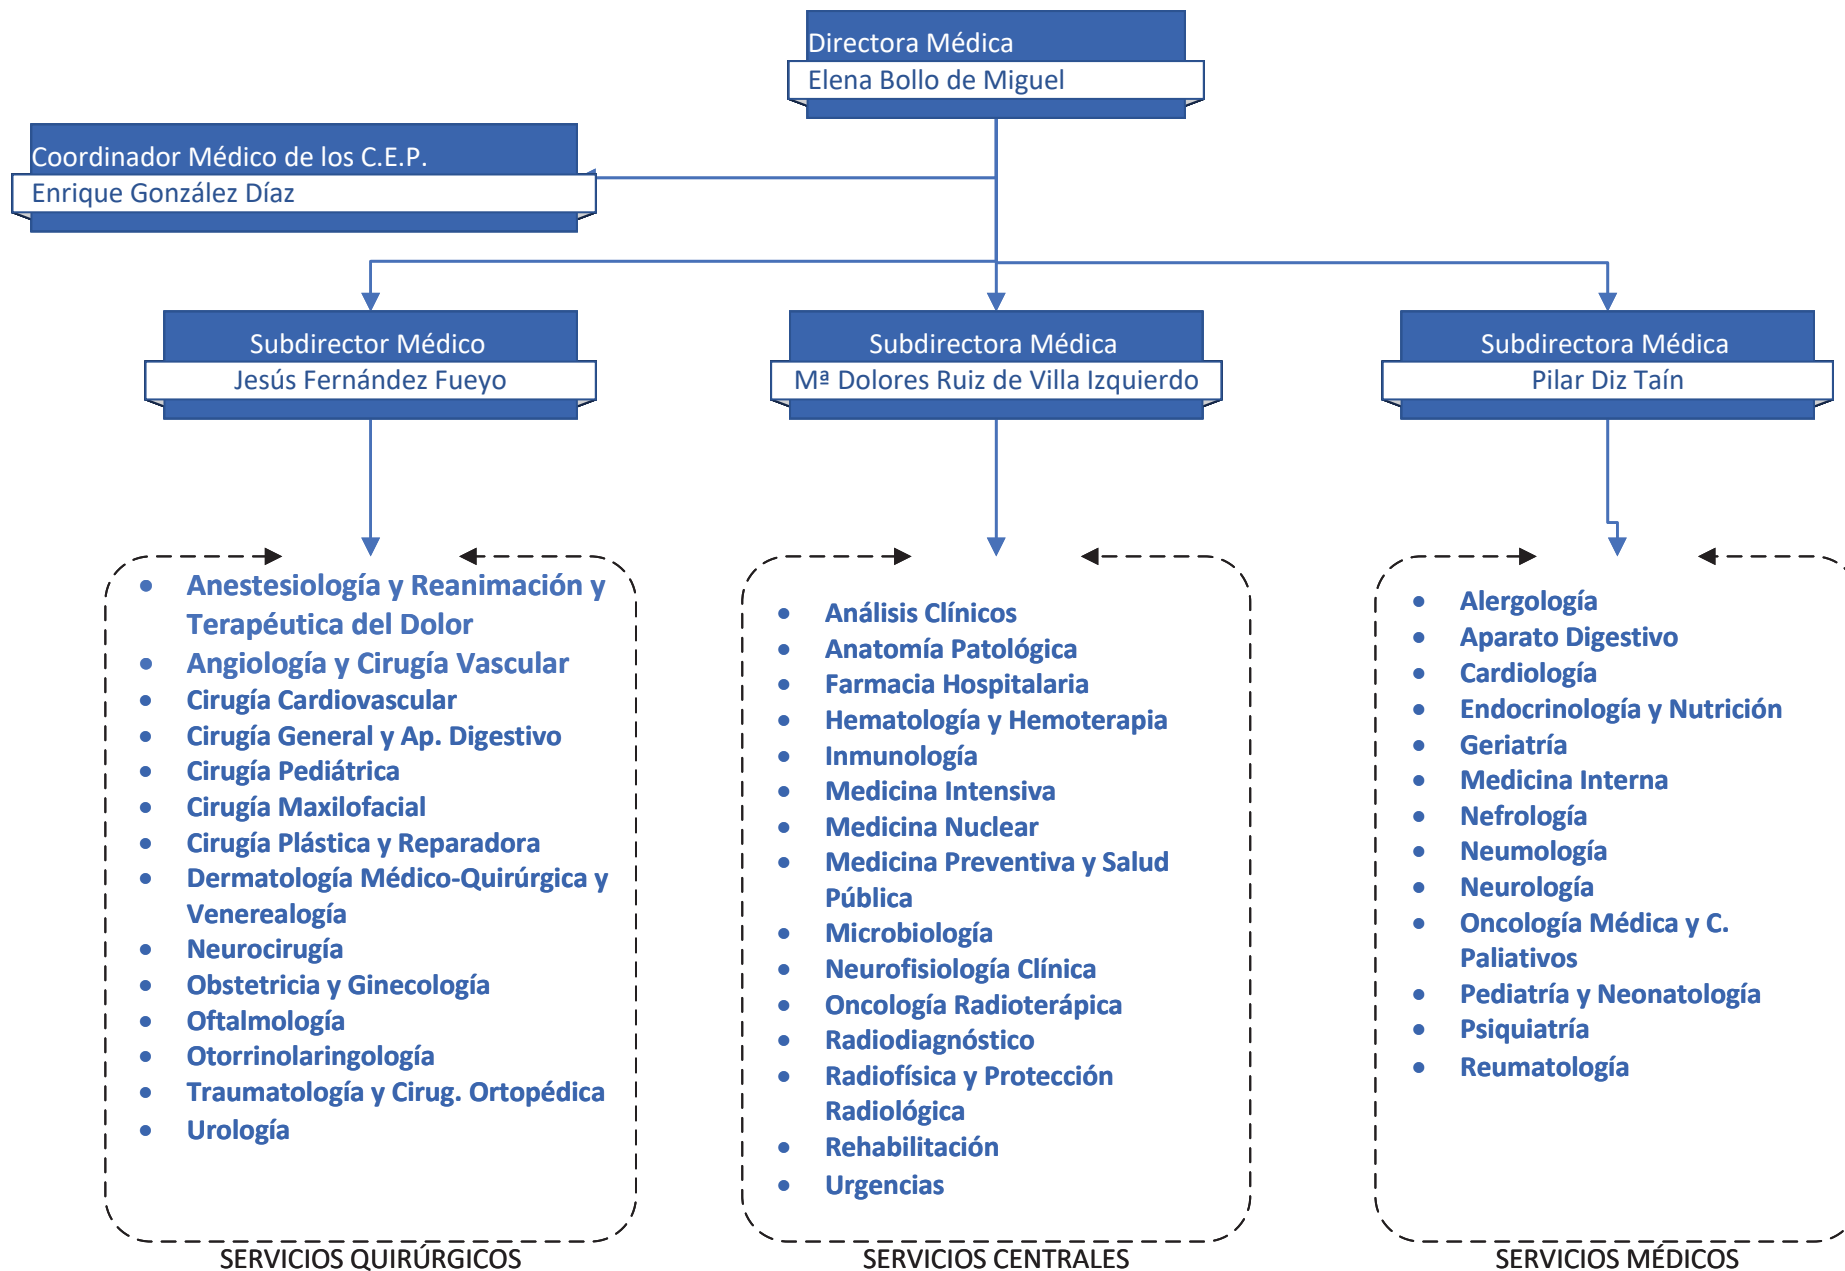 Directora Médica
Elena Bollo de Miguel
Coordinador Médico de los C.E.P.
Enrique González Díaz
Subdirector Médico
Jesús Fernández Fueyo
Subdirectora Médica
Mª Dolores Ruiz de Villa Izquierdo
Subdirectora Médica
Pilar Diz Taín
• Anestesiología y Reanimación y
Terapéutica del Dolor
• Angiología y Cirugía Vascular
• Cirugía Cardiovascular
• Cirugía General y Ap. Digestivo
• Cirugía Pediátrica
• Cirugía Maxilofacial
• Cirugía Plástica y Reparadora
• Dermatología Médico-Quirúrgica y
Venerealogía
• Neurocirugía
• Obstetricia y Ginecología
• Oftalmología
• Otorrinolaringología
• Traumatología y Cirug. Ortopédica
• Urología
SERVICIOS QUIRÚRGICOS
• Análisis Clínicos
• Anatomía Patológica
• Farmacia Hospitalaria
• Hematología y Hemoterapia
• Inmunología
• Medicina Intensiva
• Medicina Nuclear
• Medicina Preventiva y Salud
Pública
• Microbiología
• Neurofisiología Clínica
• Oncología Radioterápica
• Radiodiagnóstico
• Radiofísica y Protección
Radiológica
• Rehabilitación
• Urgencias
SERVICIOS CENTRALES
• Alergología
• Aparato Digestivo
• Cardiología
• Endocrinología y Nutrición
• Geriatría
• Medicina Interna
• Nefrología
• Neumología
• Neurología
• Oncología Médica y C.
Paliativos
• Pediatría y Neonatología
• Psiquiatría
• Reumatología
SERVICIOS MÉDICOS